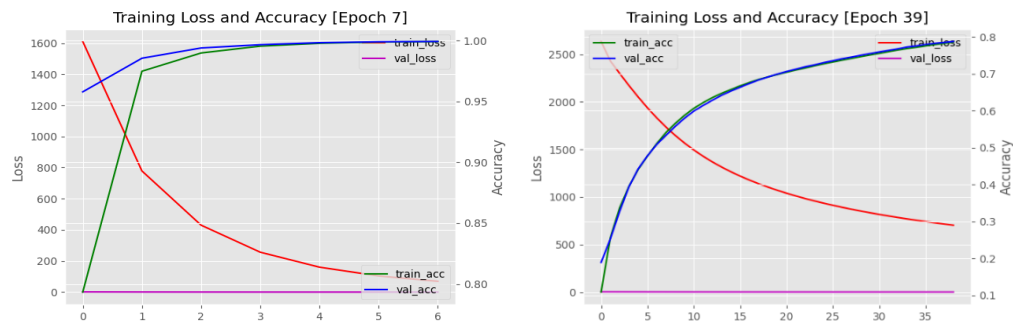 Training Loss and Accuracy [Epoch 7]
1600
1400
1200
1000
800
600
400
200
0
Loss
0 1 2 3 4 5 6
1.00
0.95
0.90
0.85
0.80
Accuracy
train_loss
val_loss
train_acc
val_acc
Training Loss and Accuracy [Epoch 39]
2500
2000
1500
1000
500
0
Loss
0 5 10 15 20 25 30 35
0.8
0.7
0.6
0.5
0.4
0.3
0.2
0.1
Accuracy
train_acc
val_acc
train_loss
val_loss